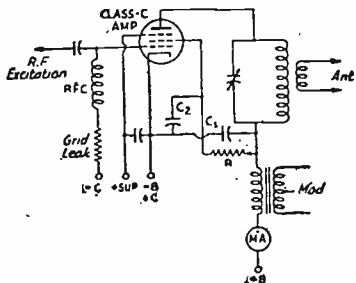 CLASS-C
AMP
R.F
Excitation
RFC
C2
C1
Ant
Grid
Leak
R
Mod
MA
+SUP
-B
+C